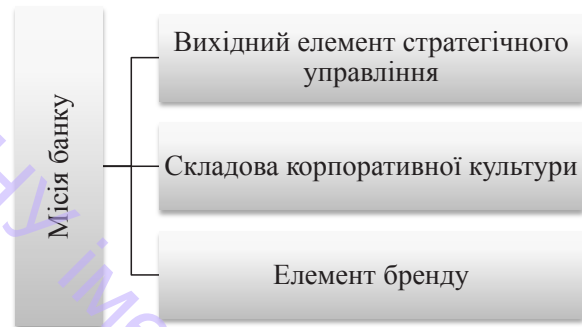 Місія банку
Вихідний елемент стратегічного
управління
Складова корпоративної культури
Елемент бренду